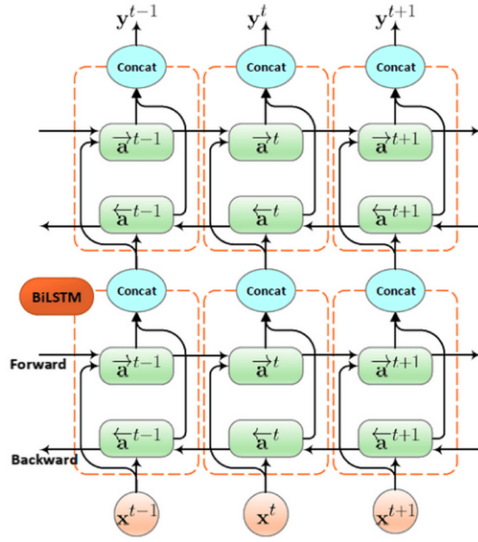 y^{t-1} y^t y^{t+1}
Concat Concat Concat
→a^{t-1} →a^t →a^{t+1}
←a^{t-1} ←a^t ←a^{t+1}
BiLSTM Concat Concat Concat
Forward →a^{t-1} →a^t →a^{t+1}
Backward ←a^{t-1} ←a^t ←a^{t+1}
x^{t-1} x^t x^{t+1}